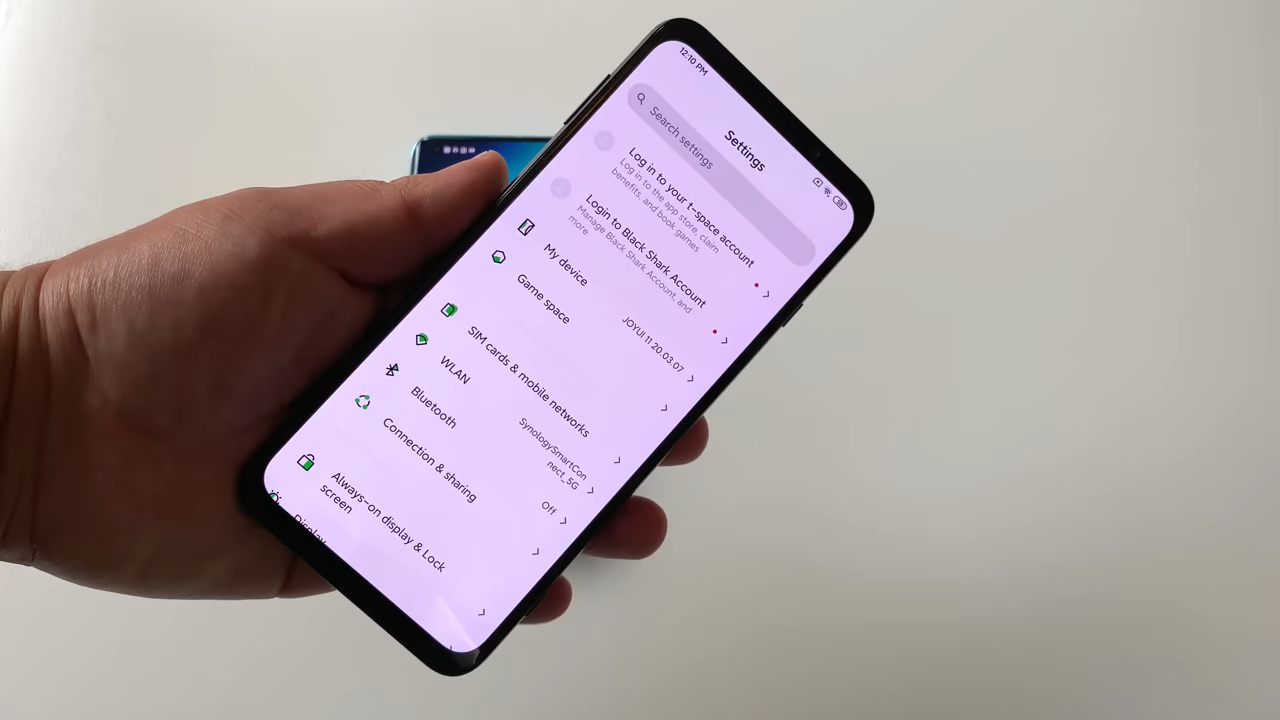 12:10 PM
Settings
Search settings
Log in to your t-space account
Log in to the app store, claim
benefits, and book games
Login to Black Shark Account
Manage Black Shark Account, and
more
My device
JOYUI 11 20.03.07
Game space
SIM cards & mobile networks
WLAN
SynologySmartCon
nect_5G
Bluetooth
Off
Connection & sharing
Always-on display & Lock
screen
Display